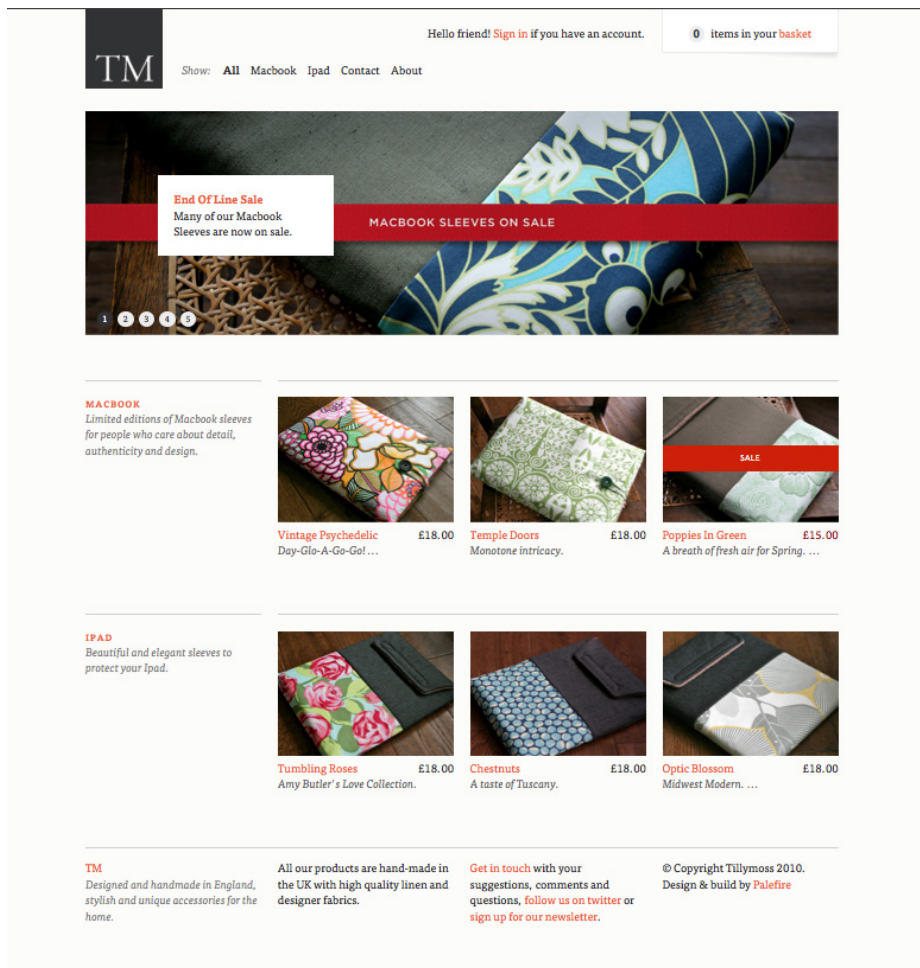 Hello friend! Sign in if you have an account.
0 items in your basket
TM
Show: All Macbook Ipad Contact About
End Of Line Sale
Many of our Macbook
Sleeves are now on sale.
MACBOOK SLEEVES ON SALE
1 2 3 4 5
MACBOOK
Limited editions of Macbook sleeves
for people who care about detail,
authenticity and design.
SALE
Vintage Psychedelic £18.00
Day-Glo-A-Go-Go! ...
Temple Doors £18.00
Monotone intricacy.
Poppies In Green £15.00
A breath of fresh air for Spring. ...
IPAD
Beautiful and elegant sleeves to
protect your Ipad.
Tumbling Roses £18.00
Amy Butler's Love Collection.
Chestnuts £18.00
A taste of Tuscany.
Optic Blossom £18.00
Midwest Modern. ...
TM
Designed and handmade in England,
stylish and unique accessories for the
home.
All our products are hand-made in
the UK with high quality linen and
designer fabrics.
Get in touch with your
suggestions, comments and
questions, follow us on twitter or
sign up for our newsletter.
© Copyright Tillymoss 2010.
Design & build by Palefire